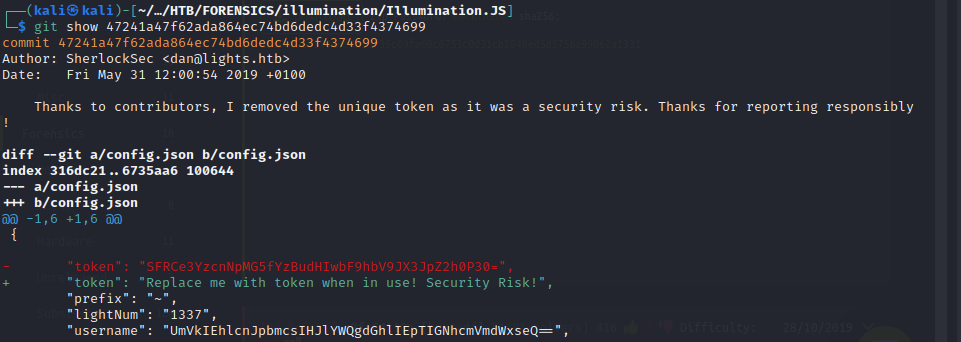 ┌──(kali㉿kali)-[~/…/HTB/FORENSICS/illumination/Illumination.JS]
└─$ git show 47241a47f62ada864ec74bd6dedc4d33f4374699
commit 47241a47f62ada864ec74bd6dedc4d33f4374699
Author: SherlockSec <dan@lights.htb>
Date:   Fri May 31 12:00:54 2019 +0100
    Thanks to contributors, I removed the unique token as it was a security risk. Thanks for reporting responsibly
!
diff --git a/config.json b/config.json
index 316dc21..6735aa6 100644
--- a/config.json
+++ b/config.json
@@ -1,6 +1,6 @@
 {
-       "token": "SFRCe3YzcnNpMG5fYzBudHIwbF9hbV9JX3JpZ2h0P30=",
+       "token": "Replace me with token when in use! Security Risk!",
        "prefix": "~",
        "lightNum": "1337",
        "username": "UmVkIEhlcnJpbmcsIHJlYWQgdGhlIEpTIGNhcmVmdWxseQ==",
Forensics
Hardware
Difficulty:
28/10/2019